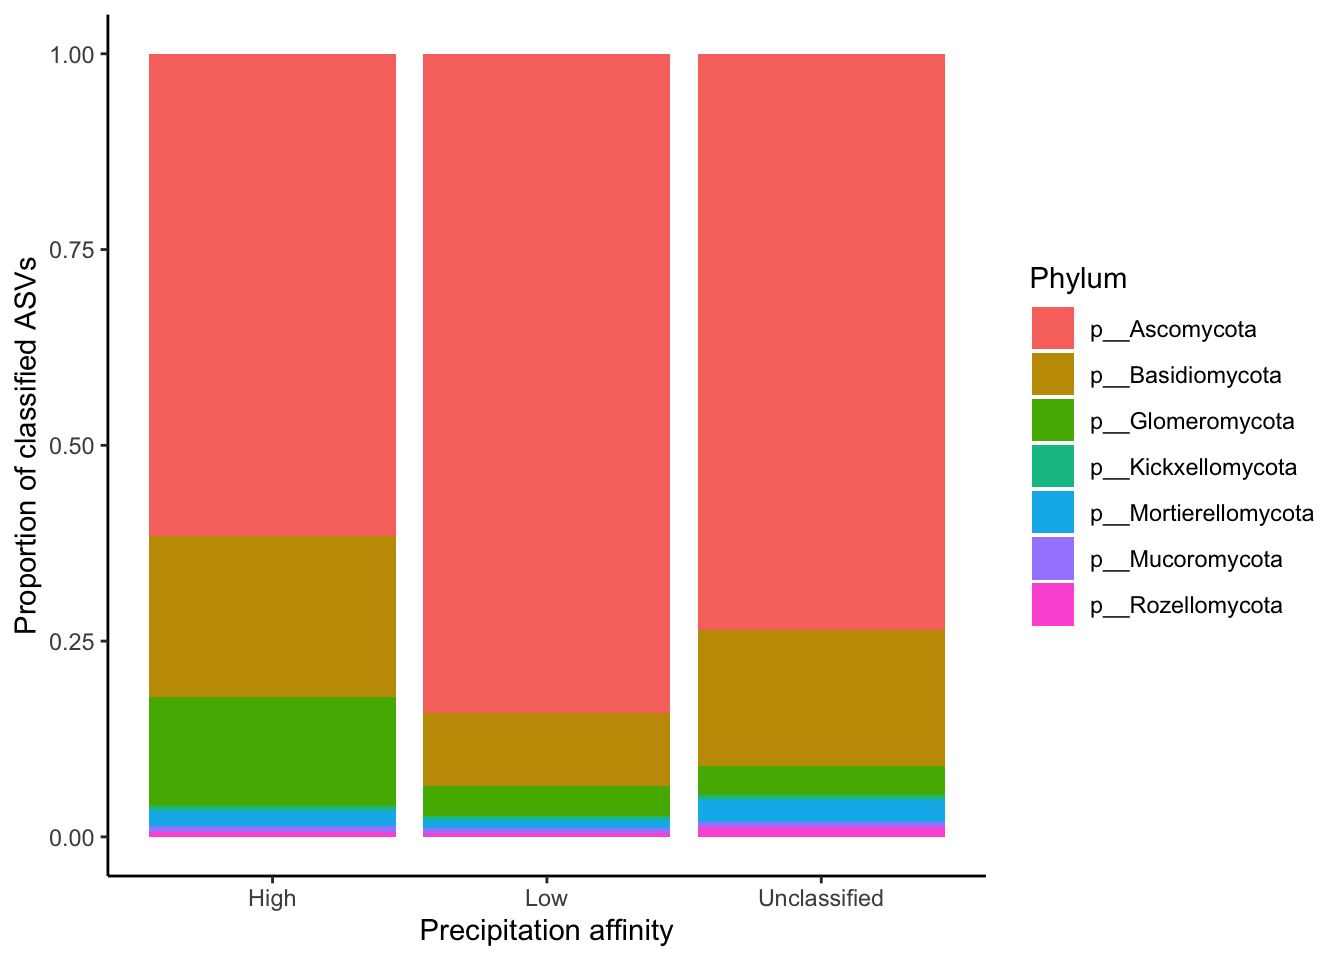 Proportion of classified ASVs
1.00
0.75
0.50
0.25
0.00
High
Low
Unclassified
Precipitation affinity
Phylum
p__Ascomycota
p__Basidiomycota
p__Glomeromycota
p__Kickxellomycota
p__Mortierellomycota
p__Mucoromycota
p__Rozellomycota